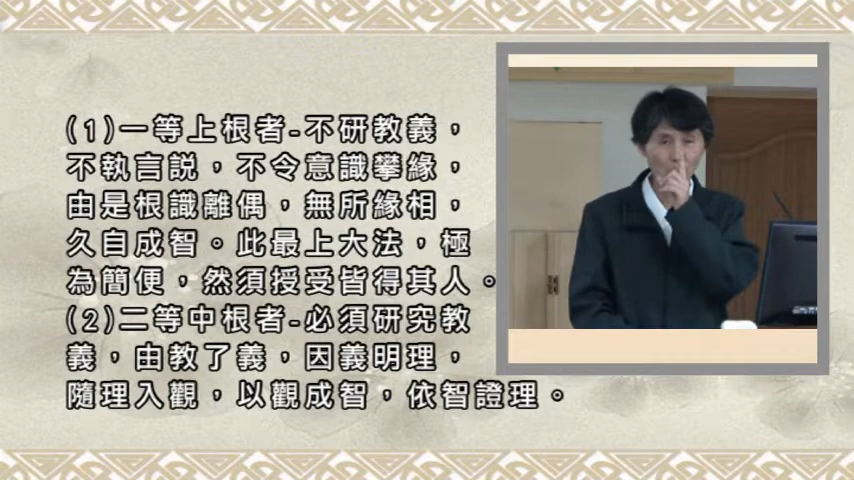 (1)一等上根者-不研教義，
不執言説，不令意識攀緣，
由是根識離偶，無所緣相，
久自成智。此最上大法，極
為簡便，然須授受皆得其人。
(2)二等中根者-必須研究教
義，由教了義，因義明理，
隨理入觀，以觀成智，依智證理。